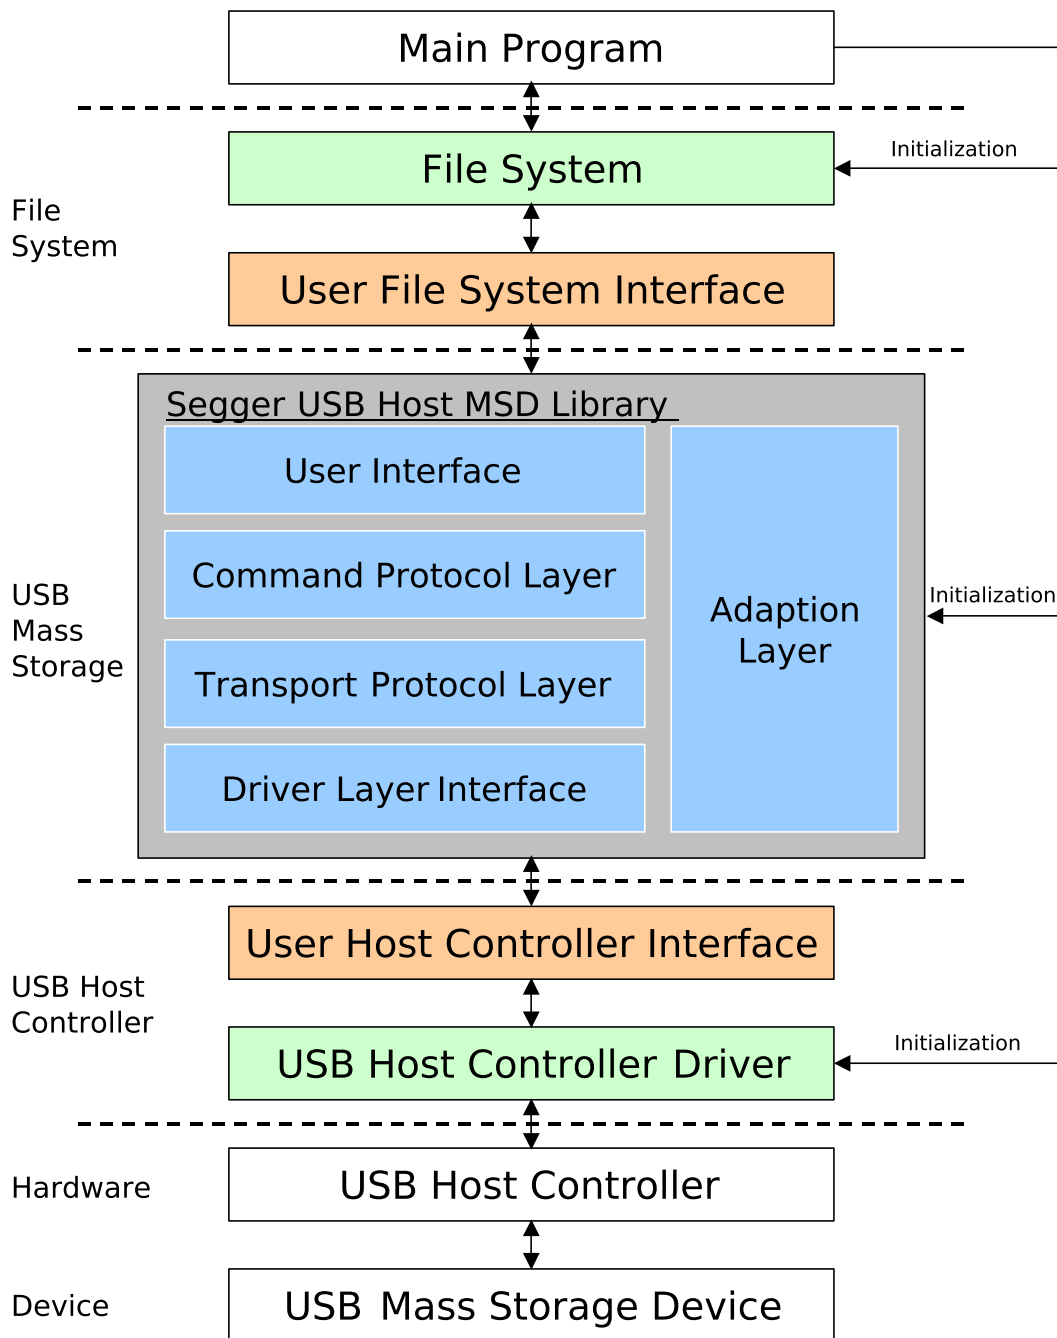 Main Program
Initialization
File System
File
System
User File System Interface
Segger USB Host MSD Library
User Interface
Command Protocol Layer
Transport Protocol Layer
Driver Layer Interface
Adaption
Layer
USB
Mass
Storage
Initialization
User Host Controller Interface
USB Host
Controller
USB Host Controller Driver
Initialization
Hardware
USB Host Controller
Device
USB Mass Storage Device